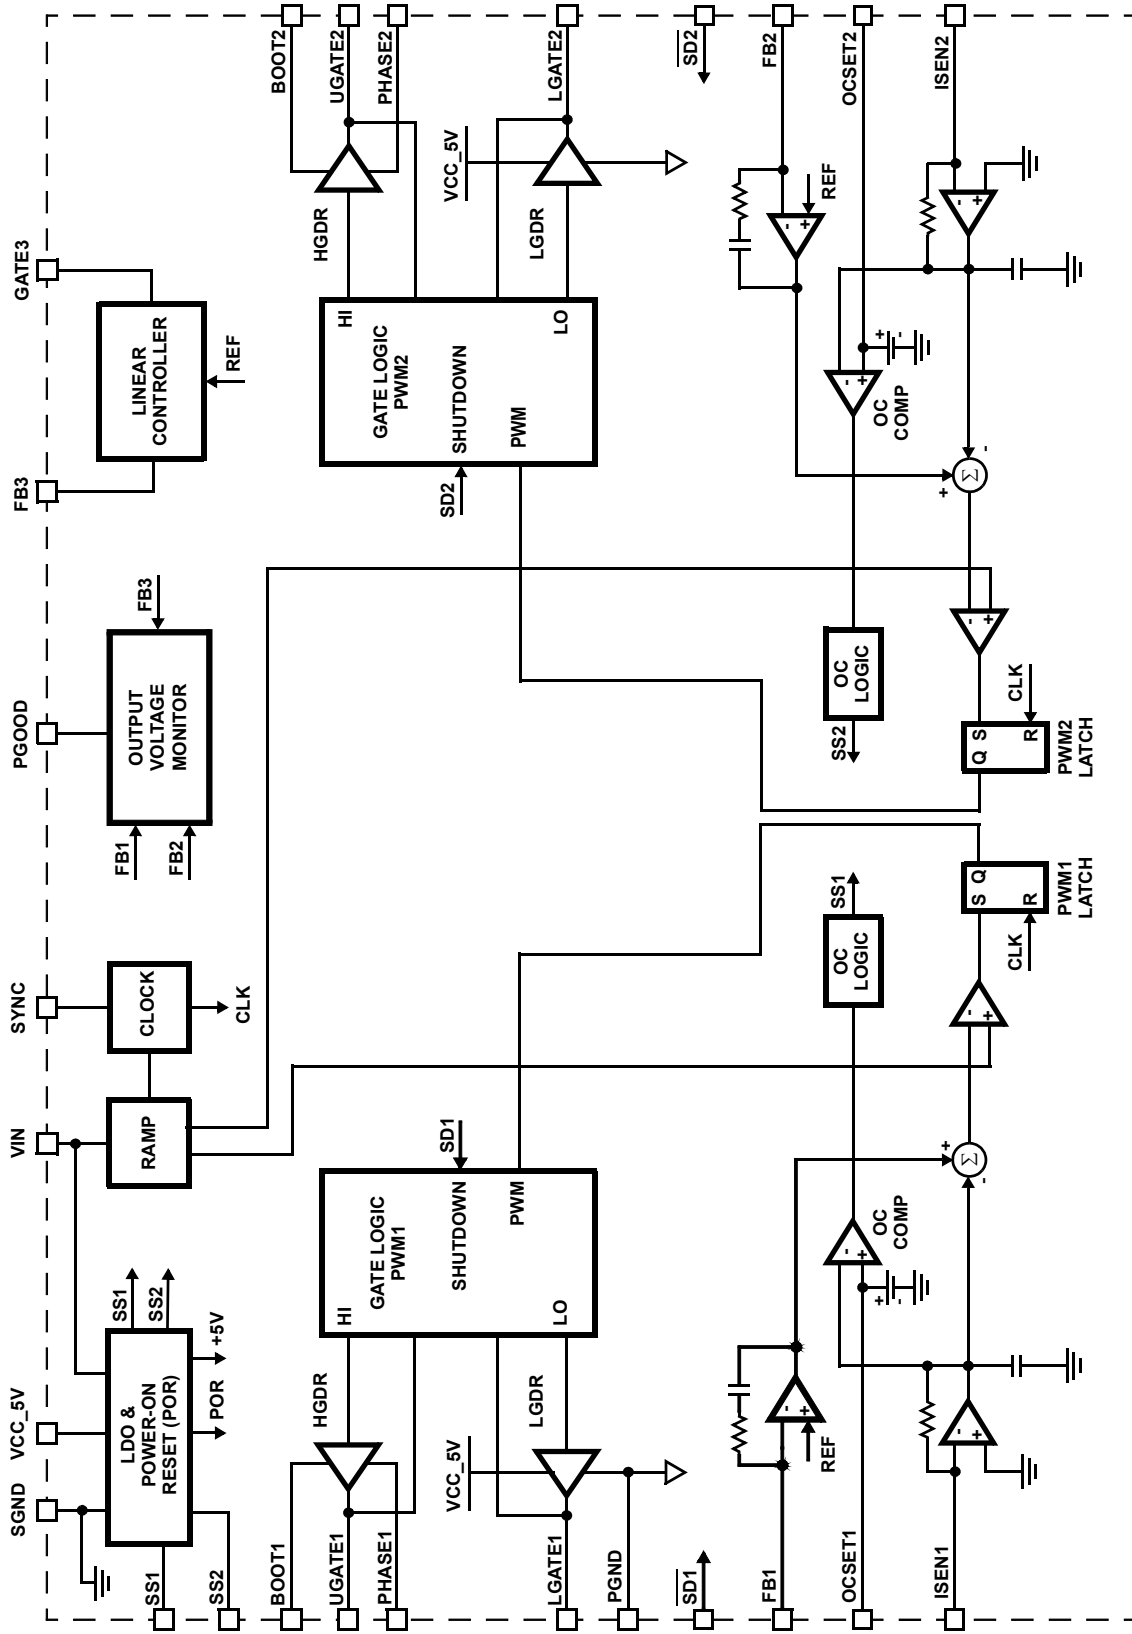 BOOT2
UGATE2
PHASE2
LGATE2
SD2
FB2
OCSET2
ISEN2
VCC_5V
REF
HGDR
LGDR
- +
- +
GATE3
LINEAR
CONTROLLER
REF
FB3
HI
GATE LOGIC
PWM2
SHUTDOWN
LO
PWM
SD2
+ -
- +
OC
COMP
-
Σ
+
FB3
PGOOD
OUTPUT
VOLTAGE
MONITOR
FB1
FB2
OC
LOGIC
SS2
- +
CLK
S
Q
R
PWM2
LATCH
SYNC
CLOCK
CLK
SS1
OC
LOGIC
Q
S
R
PWM1
LATCH
CLK
- +
VIN
RAMP
SD1
GATE LOGIC
PWM1
SHUTDOWN
PWM
HI
LO
+
Σ
-
OC
COMP
- +
+ -
SS1
SS2
+5V
POR
LDO &
POWER-ON
RESET (POR)
VCC_5V
SGND
SS1
SS2
HGDR
LGDR
VCC_5V
- +
REF
- +
BOOT1
UGATE1
PHASE1
LGATE1
PGND
SD1
FB1
OCSET1
ISEN1